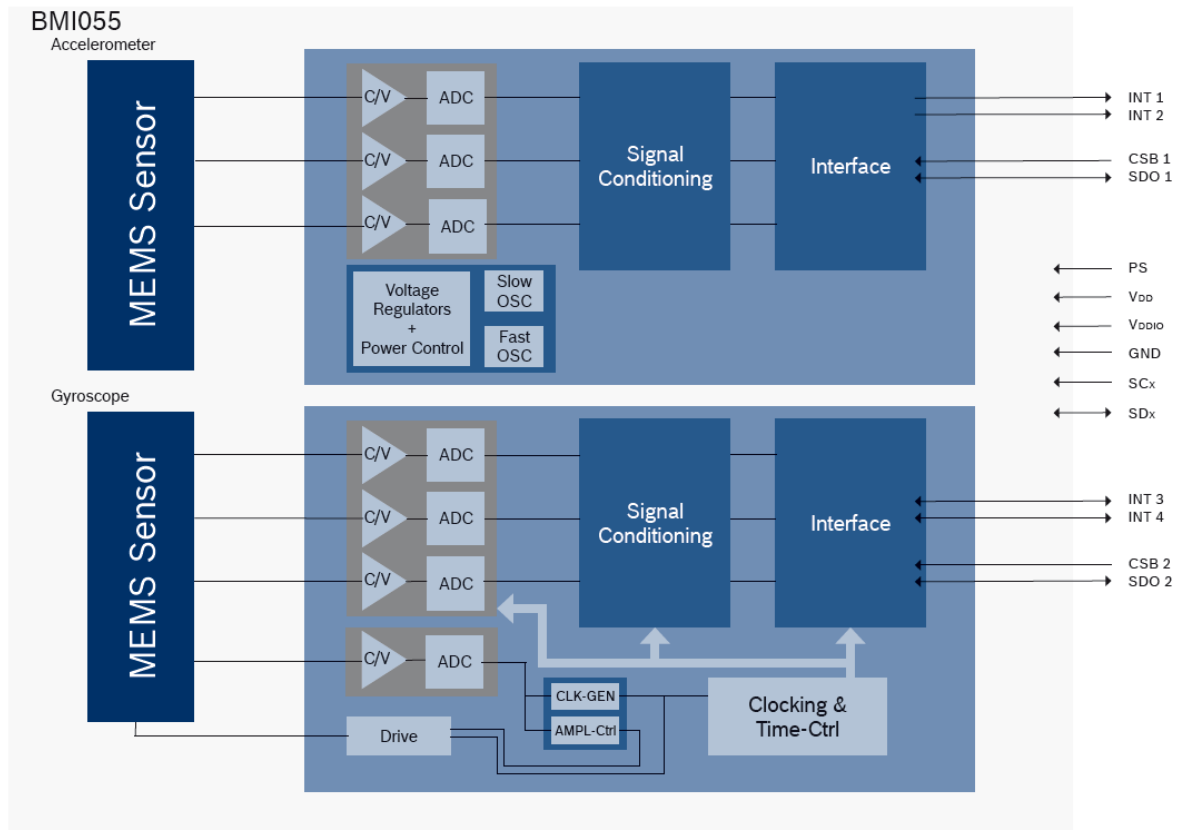 BMI055
Accelerometer
MEMS Sensor
C/V
ADC
C/V
ADC
C/V
ADC
Signal
Conditioning
Interface
INT 1
INT 2
CSB 1
SDO 1
Voltage
Regulators
+
Power Control
Slow
OSC
Fast
OSC
PS
VDD
VDDIO
GND
SCx
SDx
Gyroscope
MEMS Sensor
C/V
ADC
C/V
ADC
C/V
ADC
Signal
Conditioning
Interface
INT 3
INT 4
CSB 2
SDO 2
C/V
ADC
CLK-GEN
AMPL-Ctrl
Drive
Clocking &
Time-Ctrl